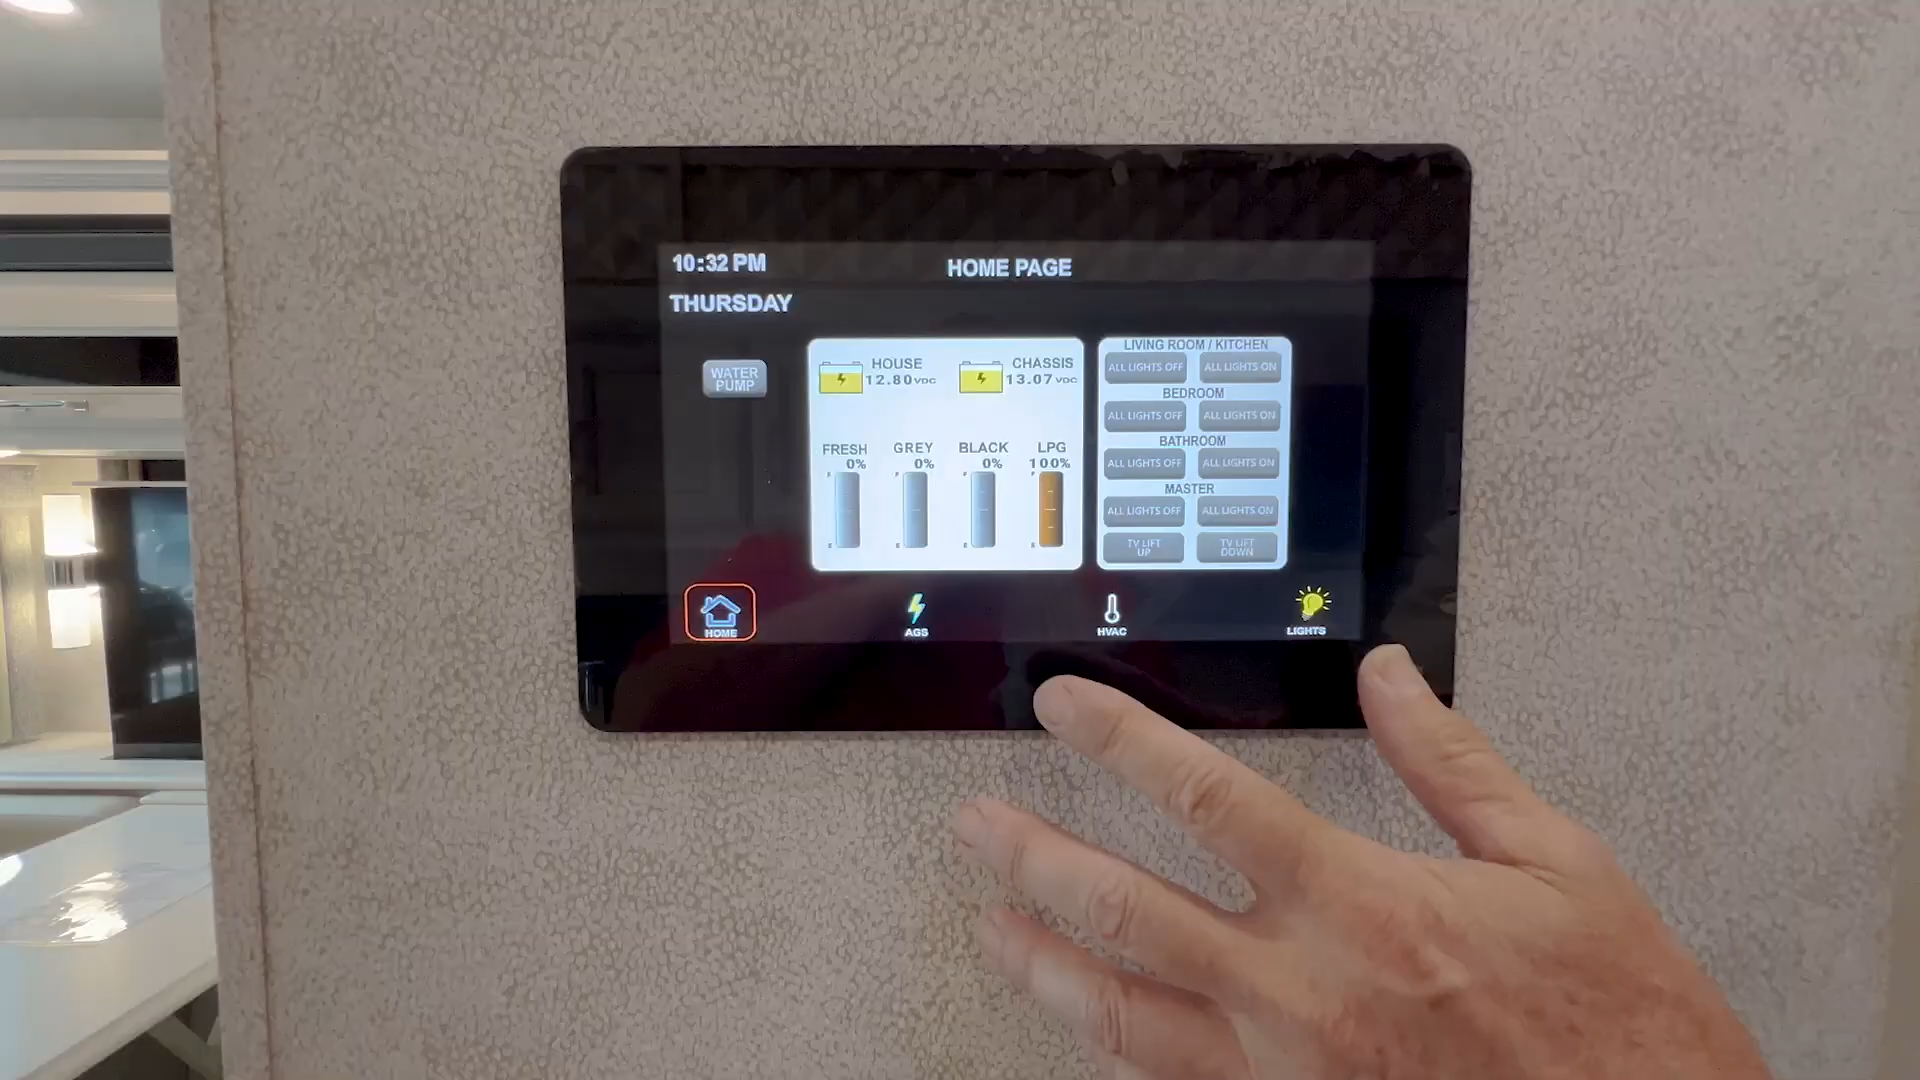 10:32 PM
HOME PAGE
THURSDAY
WATER
PUMP
HOUSE
12.80VDC
CHASSIS
13.07VDC
FRESH
0%
GREY
0%
BLACK
0%
LPG
100%
LIVING ROOM / KITCHEN
ALL LIGHTS OFF
ALL LIGHTS ON
BEDROOM
ALL LIGHTS OFF
ALL LIGHTS ON
BATHROOM
ALL LIGHTS OFF
ALL LIGHTS ON
MASTER
ALL LIGHTS OFF
ALL LIGHTS ON
TV LIFT
UP
TV LIFT
DOWN
HOME
AGS
HVAC
LIGHTS